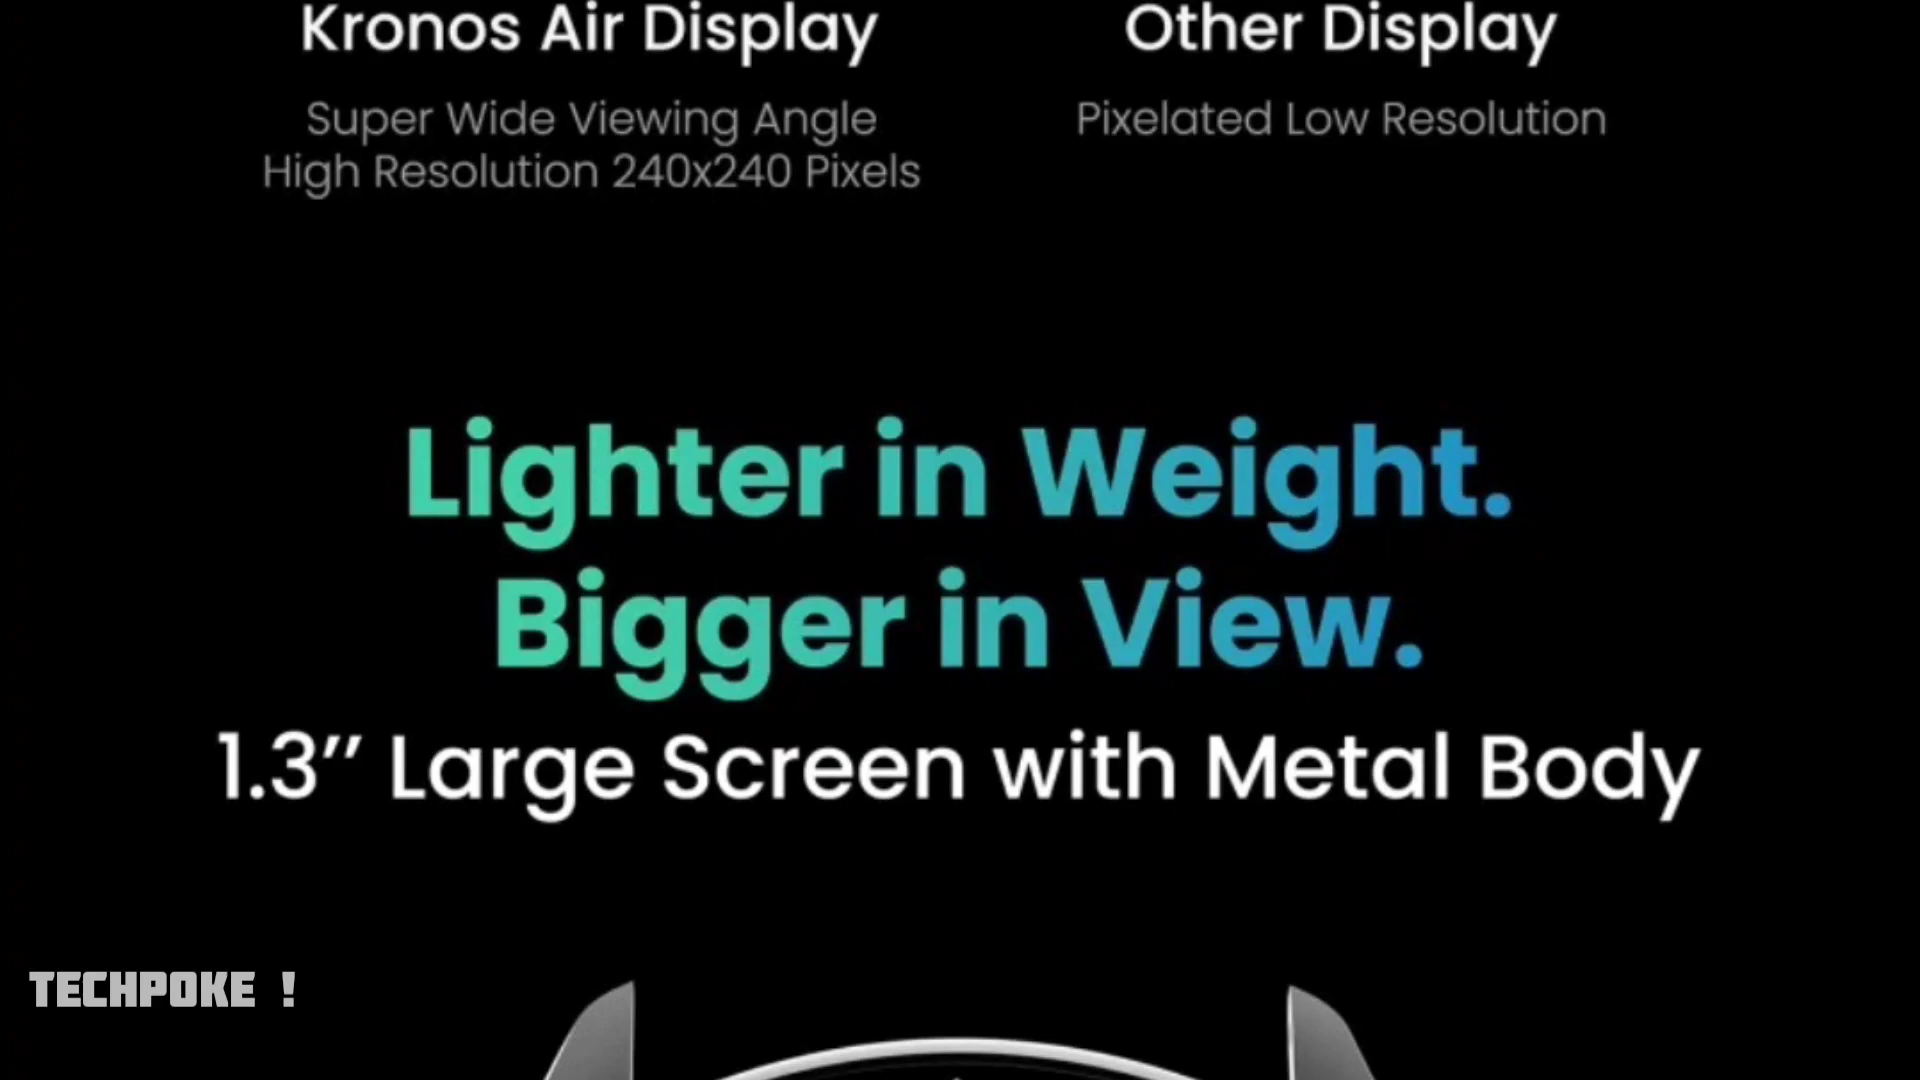 Kronos Air Display
Super Wide Viewing Angle
High Resolution 240x240 Pixels
Other Display
Pixelated Low Resolution
Lighter in Weight.
Bigger in View.
1.3’’ Large Screen with Metal Body
TECHPOKE !